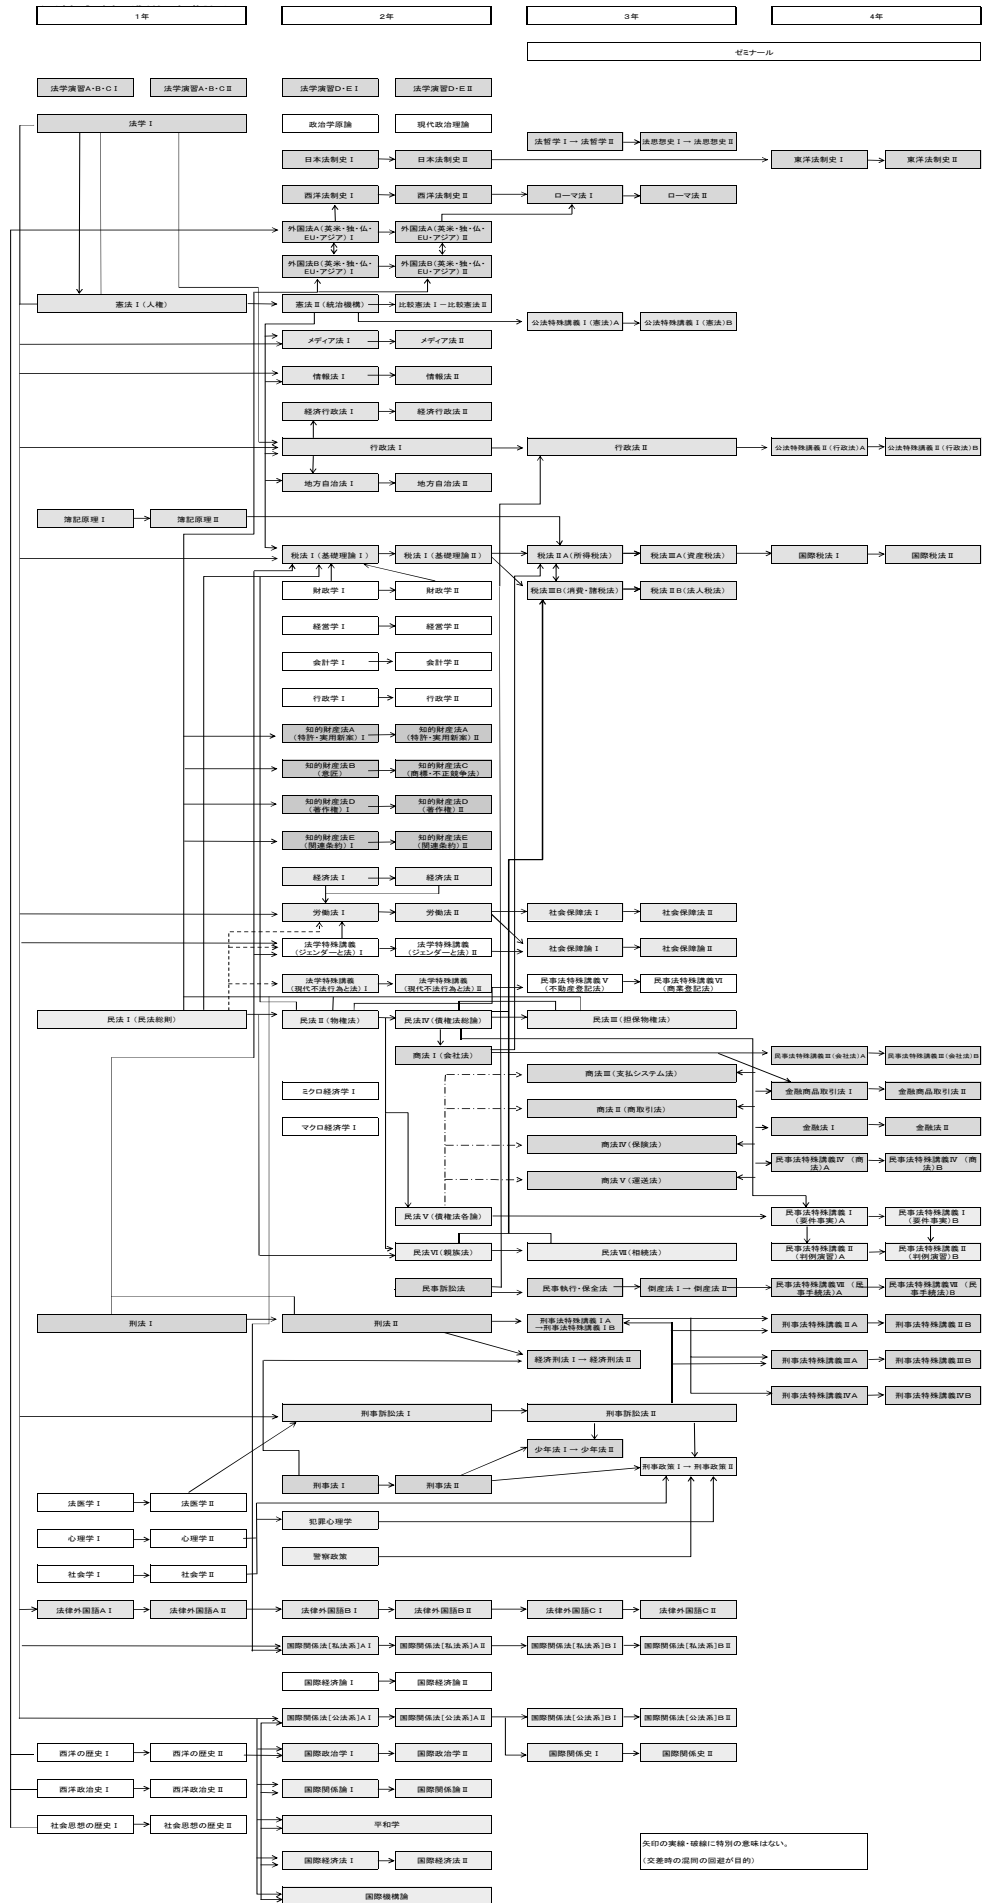 1年
2年
3年
4年
ゼミナール
法学演習A・B・CⅠ
法学演習A・B・CⅡ
法学演習D・EⅠ
法学演習D・EⅡ
法学Ⅰ
政治学原論
現代政治理論
法哲学Ⅰ→法哲学Ⅱ
法思想史Ⅰ→法思想史Ⅱ
日本法制史Ⅰ
日本法制史Ⅱ
東洋法制史Ⅰ
東洋法制史Ⅱ
西洋法制史Ⅰ
西洋法制史Ⅱ
ローマ法Ⅰ
ローマ法Ⅱ
外国法A(英米・独・仏・
EU・アジア)Ⅰ
外国法A(英米・独・仏・
EU・アジア)Ⅱ
外国法B(英米・独・仏・
EU・アジア)Ⅰ
外国法B(英米・独・仏・
EU・アジア)Ⅱ
憲法Ⅰ(人権)
憲法Ⅱ(統治機構)
比較憲法Ⅰ－比較憲法Ⅱ
公法特殊講義Ⅰ(憲法)A
公法特殊講義Ⅰ(憲法)B
メディア法Ⅰ
メディア法Ⅱ
情報法Ⅰ
情報法Ⅱ
経済行政法Ⅰ
経済行政法Ⅱ
行政法Ⅰ
行政法Ⅱ
公法特殊講義Ⅱ(行政法)A
公法特殊講義Ⅱ(行政法)B
地方自治法Ⅰ
地方自治法Ⅱ
簿記原理Ⅰ
簿記原理Ⅱ
税法Ⅰ(基礎理論Ⅰ)
税法Ⅰ(基礎理論Ⅱ)
税法ⅡA(所得税法)
税法ⅢA(資産税法)
国際税法Ⅰ
国際税法Ⅱ
財政学Ⅰ
財政学Ⅱ
税法ⅢB(消費・諸税法)
税法ⅡB(法人税法)
経営学Ⅰ
経営学Ⅱ
会計学Ⅰ
会計学Ⅱ
行政学Ⅰ
行政学Ⅱ
知的財産法A
(特許・実用新案)Ⅰ
知的財産法A
(特許・実用新案)Ⅱ
知的財産法B
(意匠)
知的財産法C
(商標・不正競争法)
知的財産法D
(著作権)Ⅰ
知的財産法D
(著作権)Ⅱ
知的財産法E
(関連条約)Ⅰ
知的財産法E
(関連条約)Ⅱ
経済法Ⅰ
経済法Ⅱ
労働法Ⅰ
労働法Ⅱ
社会保障法Ⅰ
社会保障法Ⅱ
法学特殊講義
(ジェンダーと法)Ⅰ
法学特殊講義
(ジェンダーと法)Ⅱ
社会保障論Ⅰ
社会保障論Ⅱ
法学特殊講義
(現代不法行為と法)Ⅰ
法学特殊講義
(現代不法行為と法)Ⅱ
民事法特殊講義Ⅴ
(不動産登記法)
民事法特殊講義Ⅵ
(商業登記法)
民法Ⅰ(民法総則)
民法Ⅱ(物権法)
民法Ⅳ(債権法総論)
民法Ⅲ(担保物権法)
商法Ⅰ(会社法)
民事法特殊講義Ⅲ(会社法)A
民事法特殊講義Ⅲ(会社法)B
商法Ⅲ(支払システム法)
ミクロ経済学Ⅰ
金融商品取引法Ⅰ
金融商品取引法Ⅱ
商法Ⅱ(商取引法)
マクロ経済学Ⅰ
金融法Ⅰ
金融法Ⅱ
商法Ⅳ(保険法)
民事法特殊講義Ⅳ(商
法)A
民事法特殊講義Ⅳ(商
法)B
商法Ⅴ(運送法)
民法Ⅴ(債権法各論)
民事法特殊講義Ⅰ
(要件事実)A
民事法特殊講義Ⅰ
(要件事実)B
民法Ⅵ(親族法)
民法Ⅶ(相続法)
民事法特殊講義Ⅱ
(判例演習)A
民事法特殊講義Ⅱ
(判例演習)B
民事訴訟法
民事執行・保全法
倒産法Ⅰ→倒産法Ⅱ
民事法特殊講義Ⅶ(民
事手続法)A
民事法特殊講義Ⅶ(民
事手続法)B
刑法Ⅰ
刑法Ⅱ
刑事法特殊講義ⅠA
→刑事法特殊講義ⅠB
刑事法特殊講義ⅡA
刑事法特殊講義ⅡB
経済刑法Ⅰ→経済刑法Ⅱ
刑事法特殊講義ⅢA
刑事法特殊講義ⅢB
刑事法特殊講義ⅣA
刑事法特殊講義ⅣB
刑事訴訟法Ⅰ
刑事訴訟法Ⅱ
少年法Ⅰ→少年法Ⅱ
刑事政策Ⅰ→刑事政策Ⅱ
刑事法Ⅰ
刑事法Ⅱ
法医学Ⅰ
法医学Ⅱ
犯罪心理学
心理学Ⅰ
心理学Ⅱ
警察政策
社会学Ⅰ
社会学Ⅱ
法律外国語AⅠ
法律外国語AⅡ
法律外国語BⅠ
法律外国語BⅡ
法律外国語CⅠ
法律外国語CⅡ
国際関係法[私法系]AⅠ
国際関係法[私法系]AⅡ
国際関係法[私法系]BⅠ
国際関係法[私法系]BⅡ
国際経済論Ⅰ
国際経済論Ⅱ
国際関係法[公法系]AⅠ
国際関係法[公法系]AⅡ
国際関係法[公法系]BⅠ
国際関係法[公法系]BⅡ
西洋の歴史Ⅰ
西洋の歴史Ⅱ
国際政治学Ⅰ
国際政治学Ⅱ
国際関係史Ⅰ
国際関係史Ⅱ
西洋政治史Ⅰ
西洋政治史Ⅱ
国際関係論Ⅰ
国際関係論Ⅱ
社会思想の歴史Ⅰ
社会思想の歴史Ⅱ
平和学
矢印の実線・破線に特別の意味はない。
(交差時の混同の回避が目的)
国際経済法Ⅰ
国際経済法Ⅱ
国際機構論